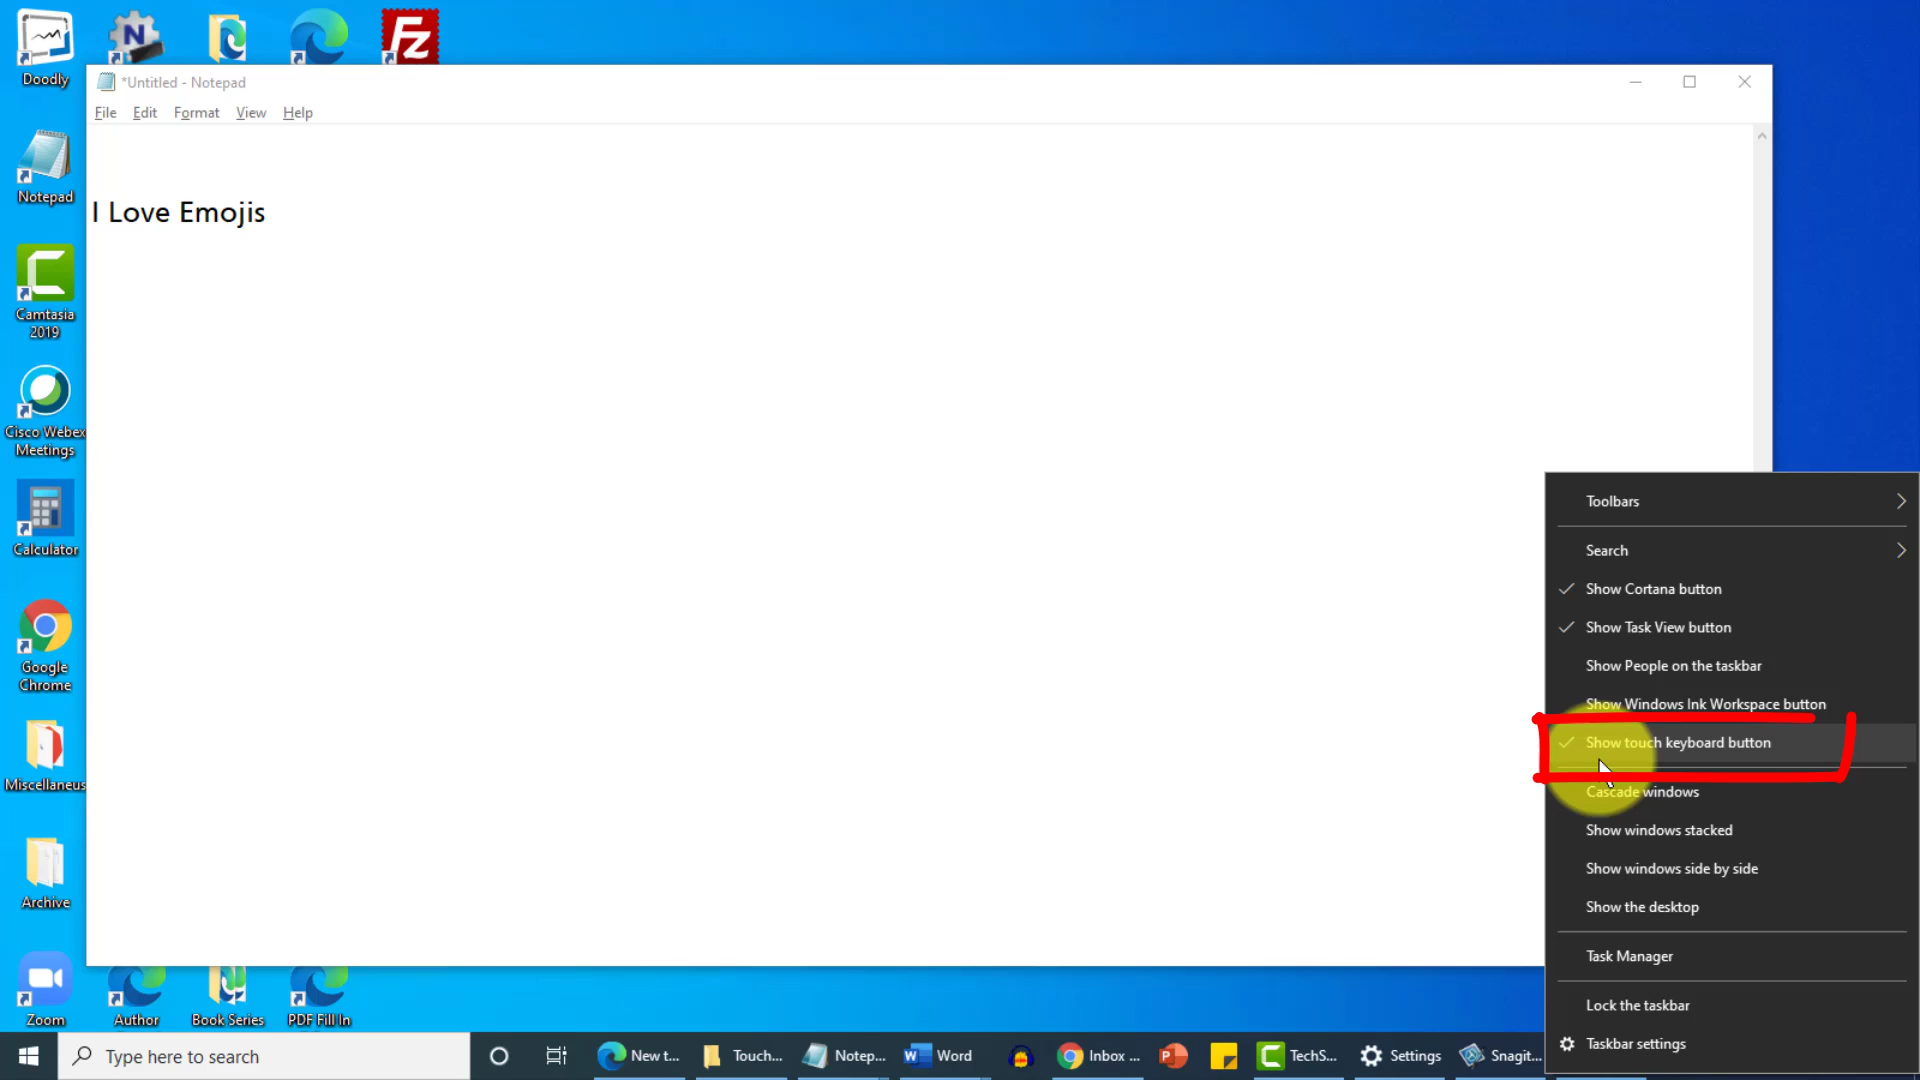 Doodly
N
Fz
*Untitled - Notepad
File Edit Format View Help
I Love Emojis
Notepad
Camtasia
2019
Cisco Webex
Meetings
Calculator
Google
Chrome
Miscellaneus
Archive
Zoom
Author
Book Series
PDF Fill In
Toolbars
Search
Show Cortana button
Show Task View button
Show People on the taskbar
Show Windows Ink Workspace button
Show touch keyboard button
Cascade windows
Show windows stacked
Show windows side by side
Show the desktop
Task Manager
Lock the taskbar
Taskbar settings
Type here to search
New t...
Touch...
Notep...
W Word
Inbox ...
P
TechS...
Settings
Snagit...